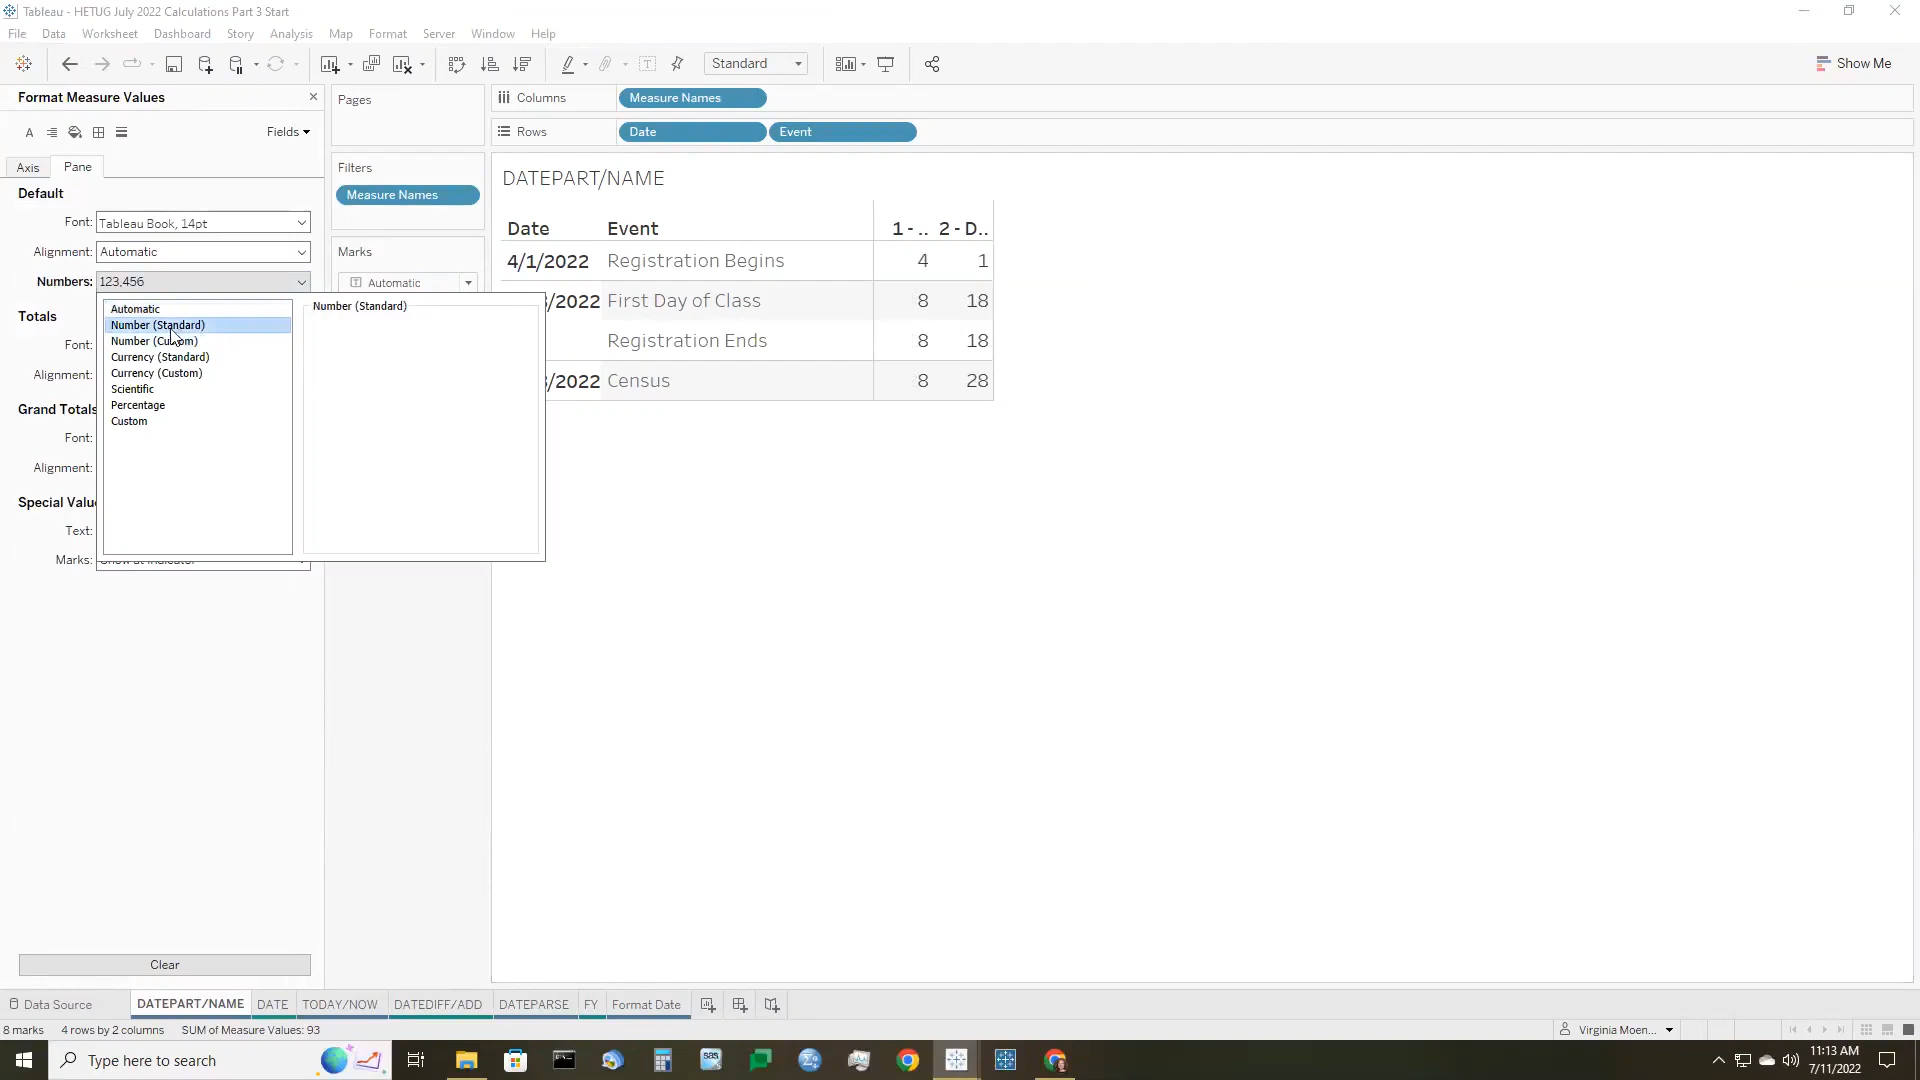 Tableau - HETUG July 2022 Calculations Part 3 Start
File Data Worksheet Dashboard Story Analysis Map Format Server Window Help
Standard
Show Me
Format Measure Values
Fields
Axis Pane
Default
Font: Tableau Book, 14pt
Alignment: Automatic
Numbers: 123,456
Automatic
Number (Standard)
Number (Custom)
Currency (Standard)
Currency (Custom)
Scientific
Percentage
Custom
Number (Standard)
Totals
Font:
Alignment:
Grand Totals
Font:
Alignment:
Special Valu
Text:
Marks:
Clear
Pages
Filters
Measure Names
Marks
Automatic
Columns Measure Names
Rows Date Event
DATEPART/NAME
Date Event 1 - .. 2 - D..
4/1/2022 Registration Begins 4 1
/2022 First Day of Class 8 18
Registration Ends 8 18
/2022 Census 8 28
Data Source DATEPART/NAME DATE TODAY/NOW DATEDIFF/ADD DATEPARSE FY Format Date
8 marks 4 rows by 2 columns SUM of Measure Values: 93
Virginia Moen...
Type here to search
sas
11:13 AM
7/11/2022